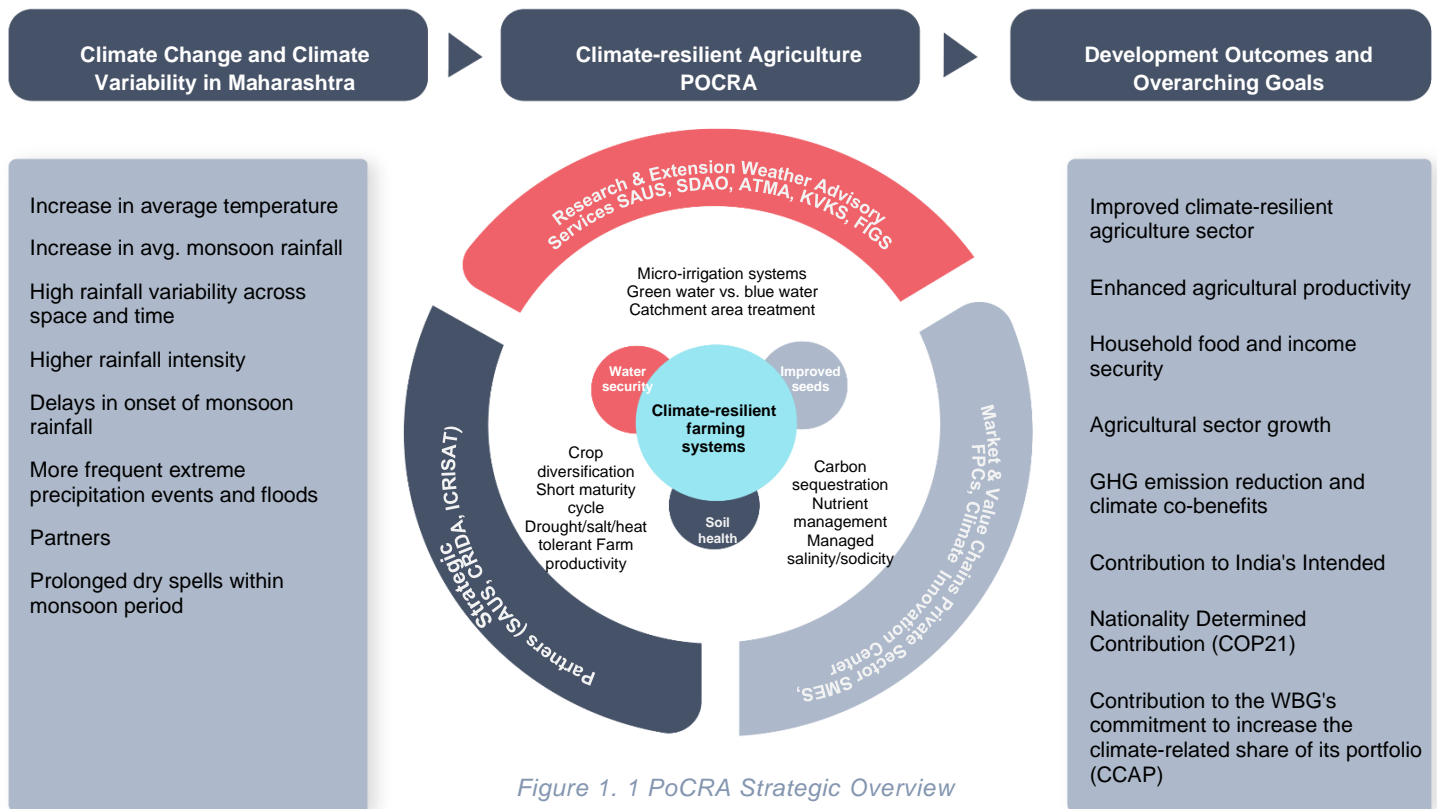 Climate Change and Climate
Variability in Maharashtra
Climate-resilient Agriculture
POCRA
Development Outcomes and
Overarching Goals
Increase in average temperature
Increase in avg. monsoon rainfall
High rainfall variability across
space and time
Higher rainfall intensity
Delays in onset of monsoon
rainfall
More frequent extreme
precipitation events and floods
Partners
Prolonged dry spells within
monsoon period
Research & Extension Weather Advisory
Services SAUS, SDAO, ATMA, KVKS, FIGS
Micro-irrigation systems
Green water vs. blue water
Catchment area treatment
Water
security
Improved
seeds
Climate-resilient
farming
systems
Soil
health
Crop
diversification
Short maturity
cycle
Drought/salt/heat
tolerant Farm
productivity
Carbon
sequestration
Nutrient
management
Managed
salinity/sodicity
Strategic
Partners (SAUS, CRIDA, ICRISAT)
Market & Value Chains Private Sector SMES,
FPCs, Climate Innovation Center
Improved climate-resilient
agriculture sector
Enhanced agricultural productivity
Household food and income
security
Agricultural sector growth
GHG emission reduction and
climate co-benefits
Contribution to India's Intended
Nationality Determined
Contribution (COP21)
Contribution to the WBG's
commitment to increase the
climate-related share of its portfolio
(CCAP)
Figure 1. 1 PoCRA Strategic Overview